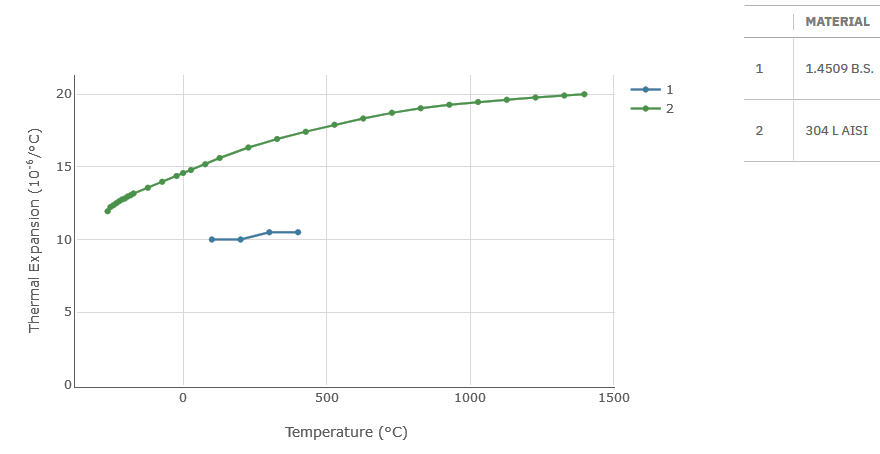 MATERIAL
1 1.4509 B.S.
2 304 L AISI
20
15
10
5
0
0 500 1000 1500
Thermal Expansion (10⁻⁶/°C)
Temperature (°C)
1
2